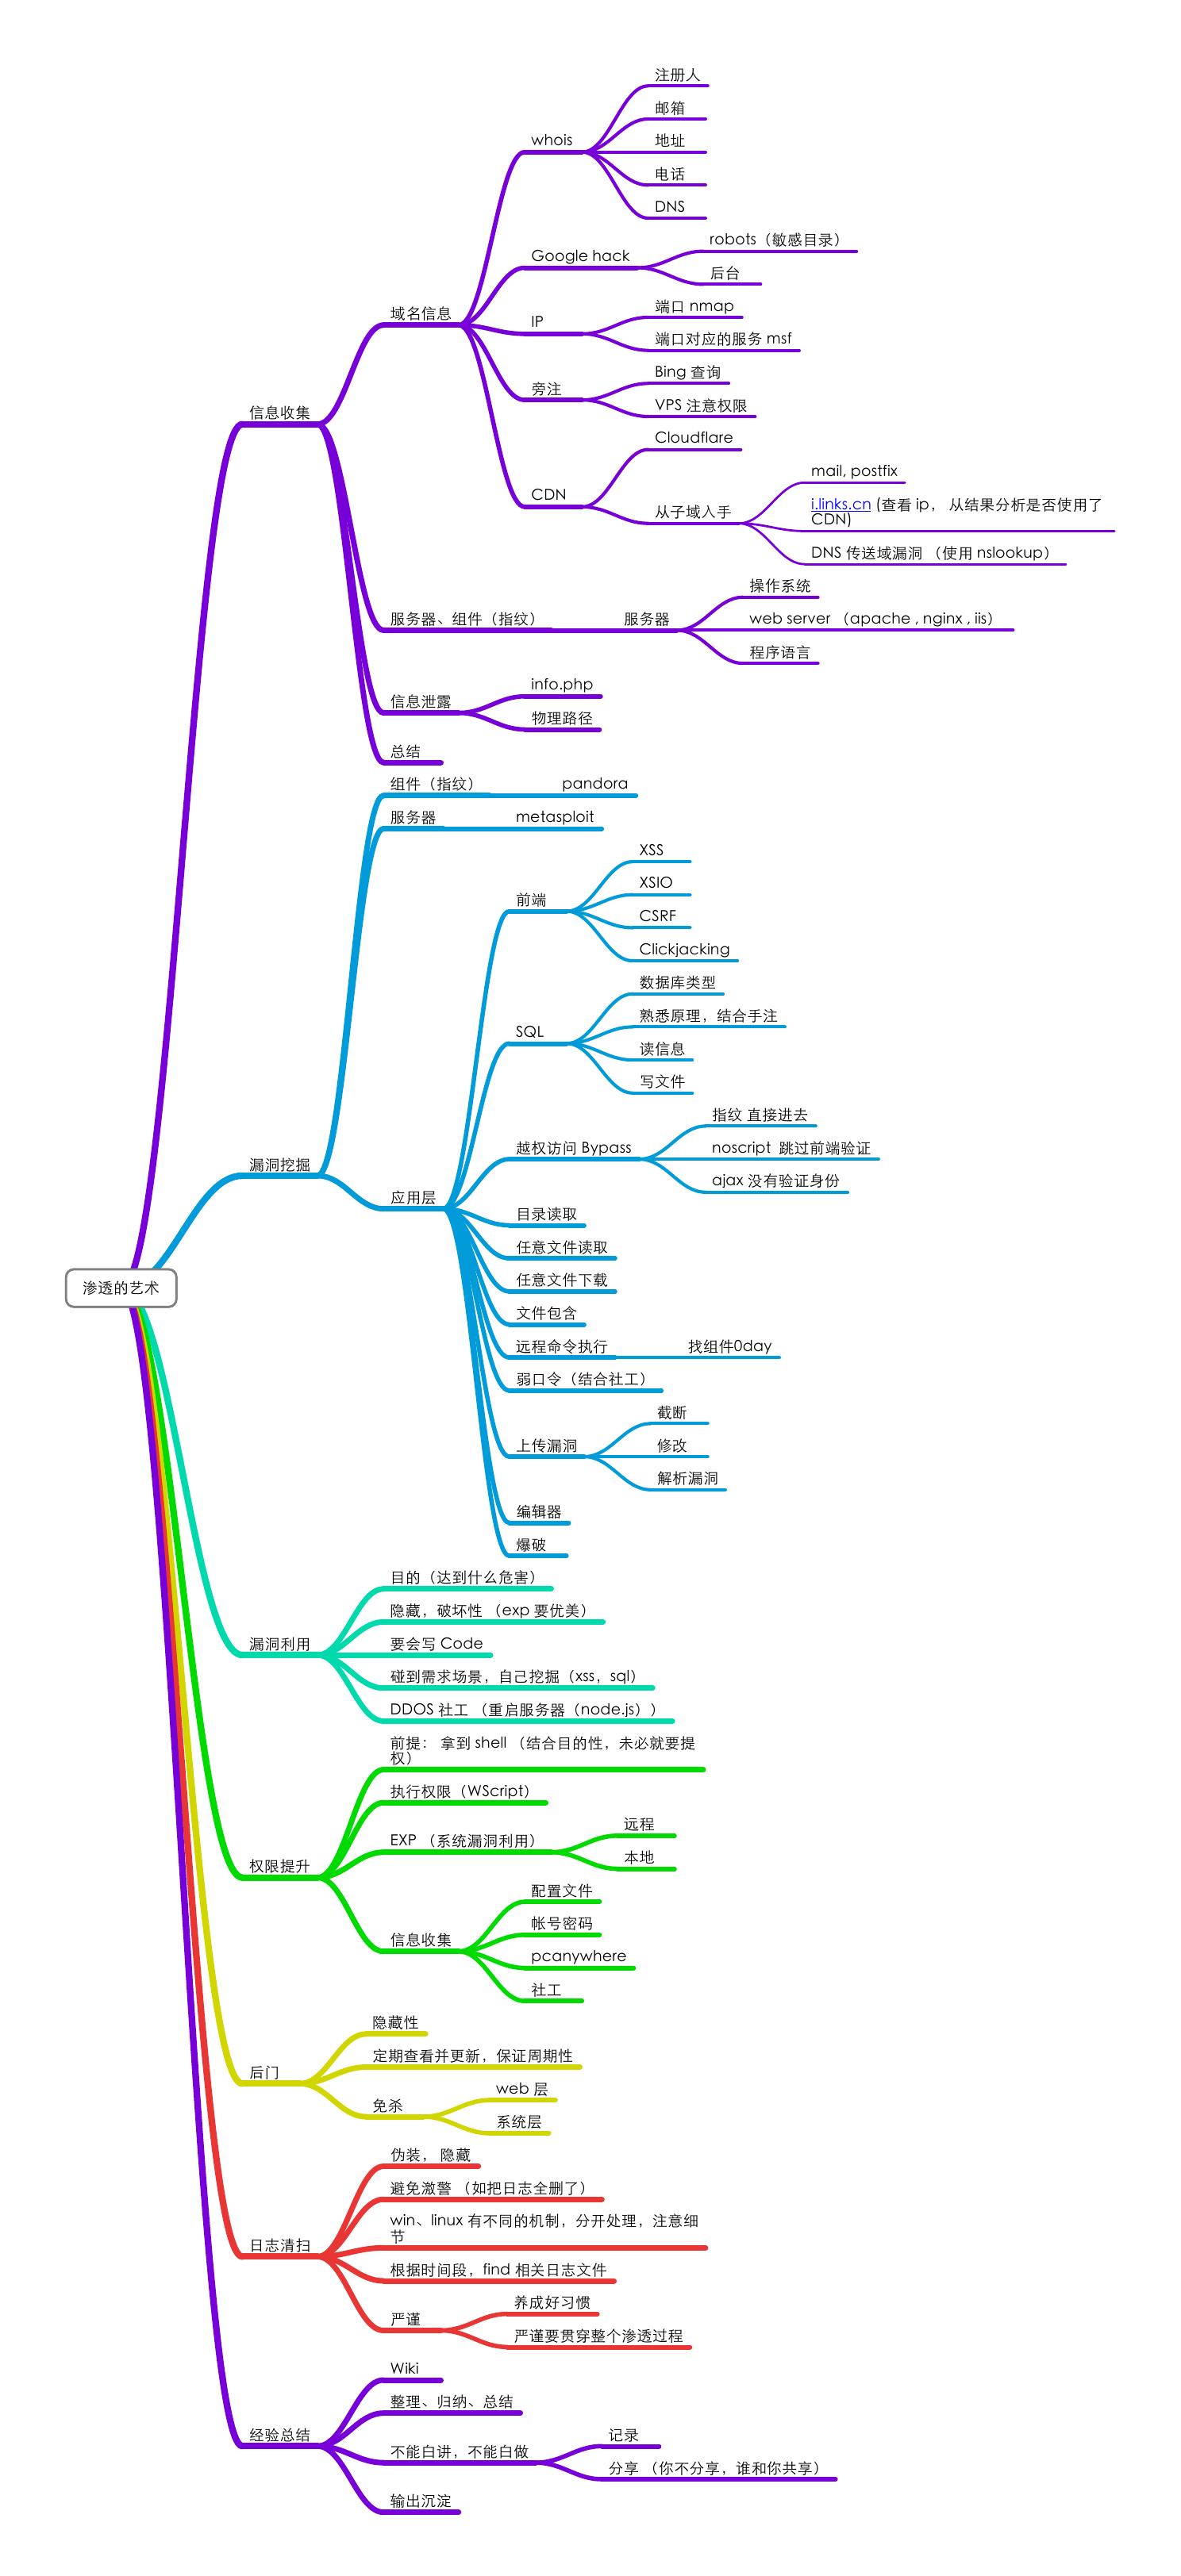 注册人
邮箱
whois
地址
电话
DNS
robots（敏感目录）
Google hack
后台
端口 nmap
域名信息
IP
端口对应的服务 msf
Bing 查询
旁注
VPS 注意权限
信息收集
Cloudflare
mail, postfix
CDN
i.links.cn (查看 ip， 从结果分析是否使用了
CDN)
从子域入手
DNS 传送域漏洞 （使用 nslookup）
操作系统
服务器、组件（指纹）
服务器
web server （apache , nginx , iis）
程序语言
info.php
信息泄露
物理路径
总结
组件（指纹）
pandora
服务器
metasploit
XSS
XSIO
前端
CSRF
Clickjacking
数据库类型
熟悉原理，结合手注
SQL
读信息
写文件
指纹 直接进去
越权访问 Bypass
noscript 跳过前端验证
漏洞挖掘
ajax 没有验证身份
应用层
目录读取
任意文件读取
任意文件下载
渗透的艺术
文件包含
远程命令执行
找组件0day
弱口令（结合社工）
截断
上传漏洞
修改
解析漏洞
编辑器
爆破
目的（达到什么危害）
隐藏，破坏性 （exp 要优美）
漏洞利用
要会写 Code
碰到需求场景，自己挖掘（xss，sql）
DDOS 社工 （重启服务器（node.js））
前提： 拿到 shell （结合目的性，未必就要提
权）
执行权限（WScript）
远程
EXP （系统漏洞利用）
本地
权限提升
配置文件
帐号密码
信息收集
pcanywhere
社工
隐藏性
定期查看并更新，保证周期性
后门
web 层
免杀
系统层
伪装， 隐藏
避免激警 （如把日志全删了）
win、linux 有不同的机制，分开处理，注意细
节
日志清扫
根据时间段，find 相关日志文件
养成好习惯
严谨
严谨要贯穿整个渗透过程
Wiki
整理、归纳、总结
经验总结
记录
不能白讲，不能白做
分享 （你不分享，谁和你共享）
输出沉淀